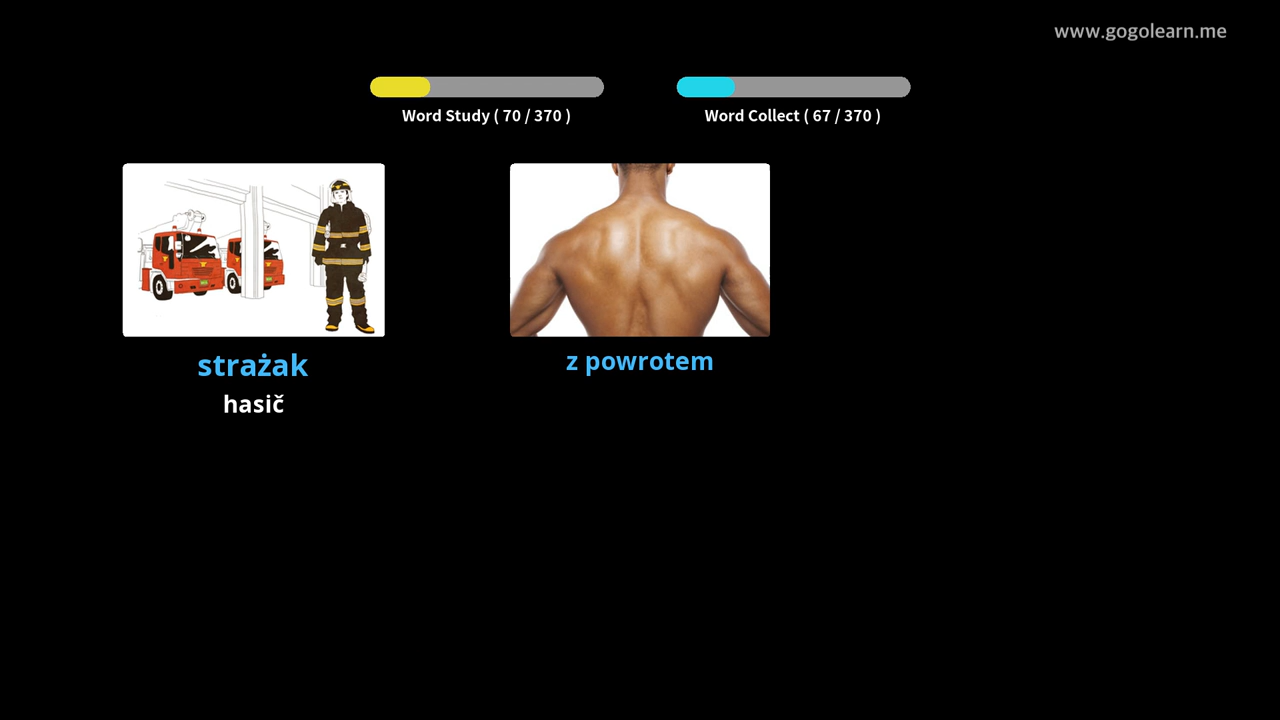 www.gogolearn.me
Word Study ( 70 / 370 )
Word Collect ( 67 / 370 )
strażak
hasič
z powrotem